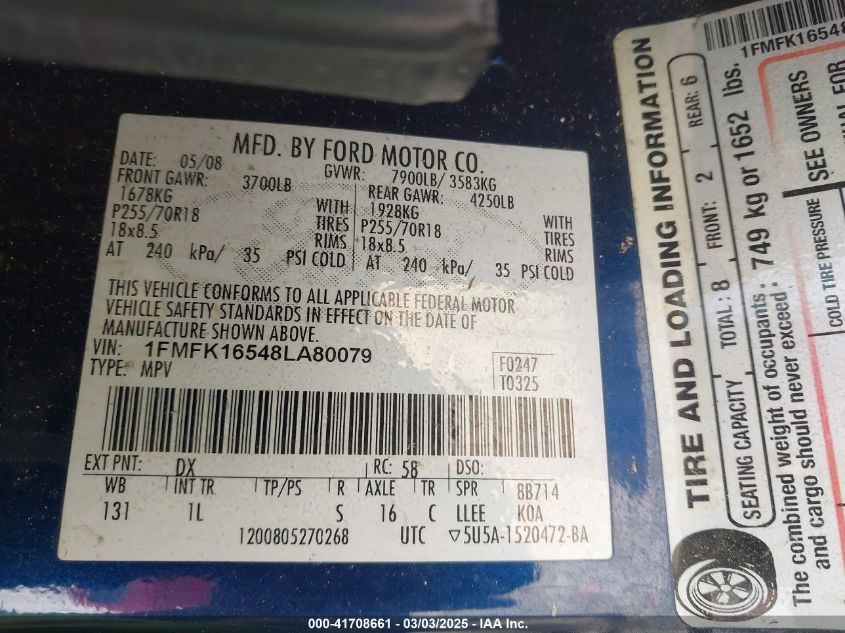 MFD. BY FORD MOTOR CO.
DATE: 05/08 GVWR: 7900LB/ 3583KG
FRONT GAWR: 3700LB REAR GAWR: 4250LB
1678KG WITH 1928KG WITH
P255/70R18 TIRES P255/70R18 TIRES
18x8.5 RIMS 18x8.5 RIMS
AT 240 kPa/ 35 PSI COLD AT 240 kPa/ 35 PSI COLD
THIS VEHICLE CONFORMS TO ALL APPLICABLE FEDERAL MOTOR
VEHICLE SAFETY STANDARDS IN EFFECT ON THE DATE OF
MANUFACTURE SHOWN ABOVE.
VIN: 1FMFK16548LA80079
TYPE: MPV
F0247
T0325
EXT PNT: DX RC: 58 DSO:
WB INT TR TP/PS R AXLE TR SPR 8B714
131 1L S 16 C LLEE KOA
1200805270268 UTC ▽5U5A-1520472-BA
1FMFK16548
TIRE AND LOADING INFORMATION
SEATING CAPACITY TOTAL: 8 FRONT: 2 REAR: 6
The combined weight of occupants
and cargo should never exceed: 749 kg or 1652 lbs.
COLD TIRE PRESSURE
SEE OWNERS
FOR
000-41708661 - 03/03/2025 - IAA Inc.